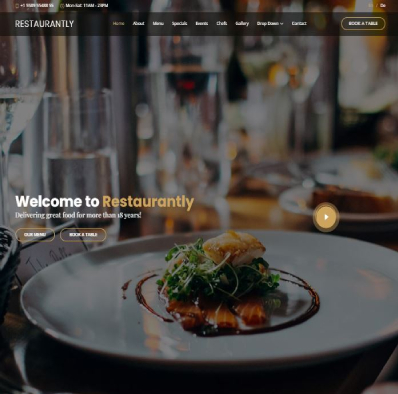 +1 5589 55488 55 Mon-Sat: 11AM - 23PM
En / De
RESTAURANTLY Home About Menu Specials Events Chefs Gallery Drop Down Contact BOOK A TABLE
Welcome to Restaurantly
Delivering great food for more than 18 years!
OUR MENU BOOK A TABLE